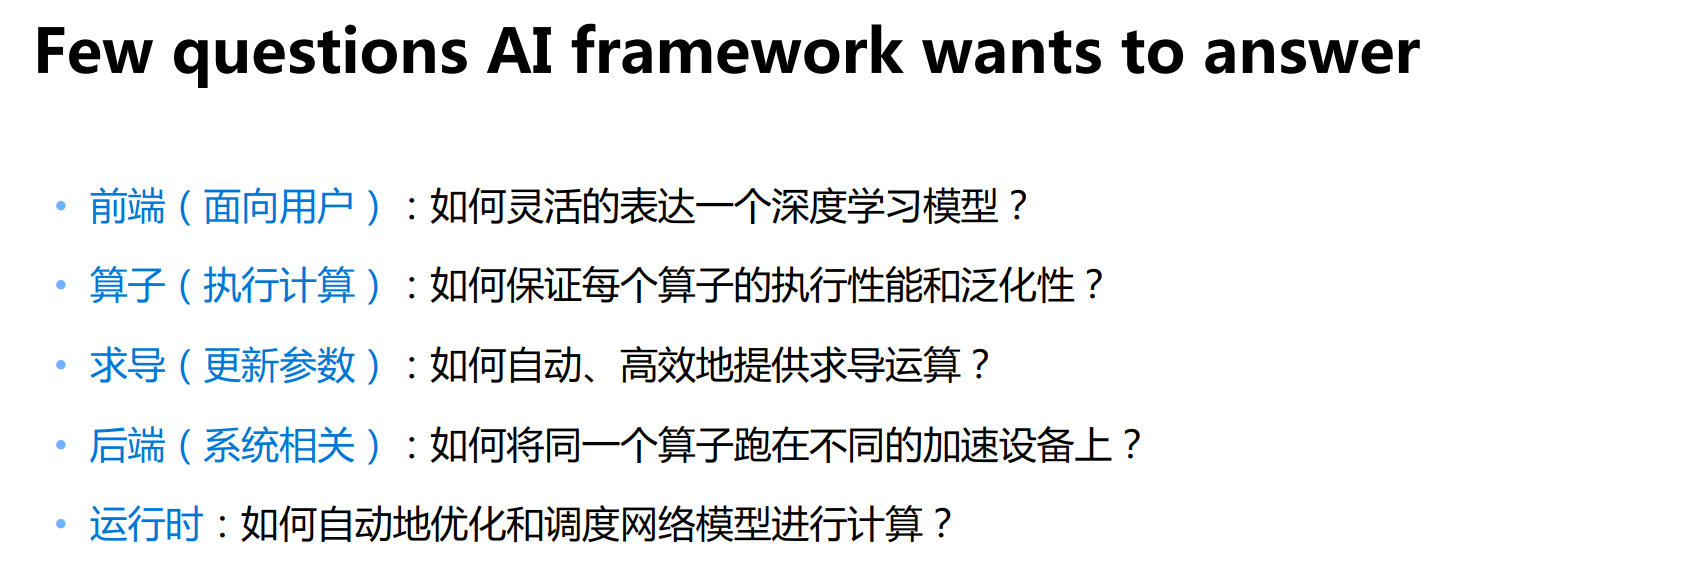 Few questions AI framework wants to answer
• 前端（面向用户）：如何灵活的表达一个深度学习模型？
• 算子（执行计算）：如何保证每个算子的执行性能和泛化性？
• 求导（更新参数）：如何自动、高效地提供求导运算？
• 后端（系统相关）：如何将同一个算子跑在不同的加速设备上？
• 运行时：如何自动地优化和调度网络模型进行计算？